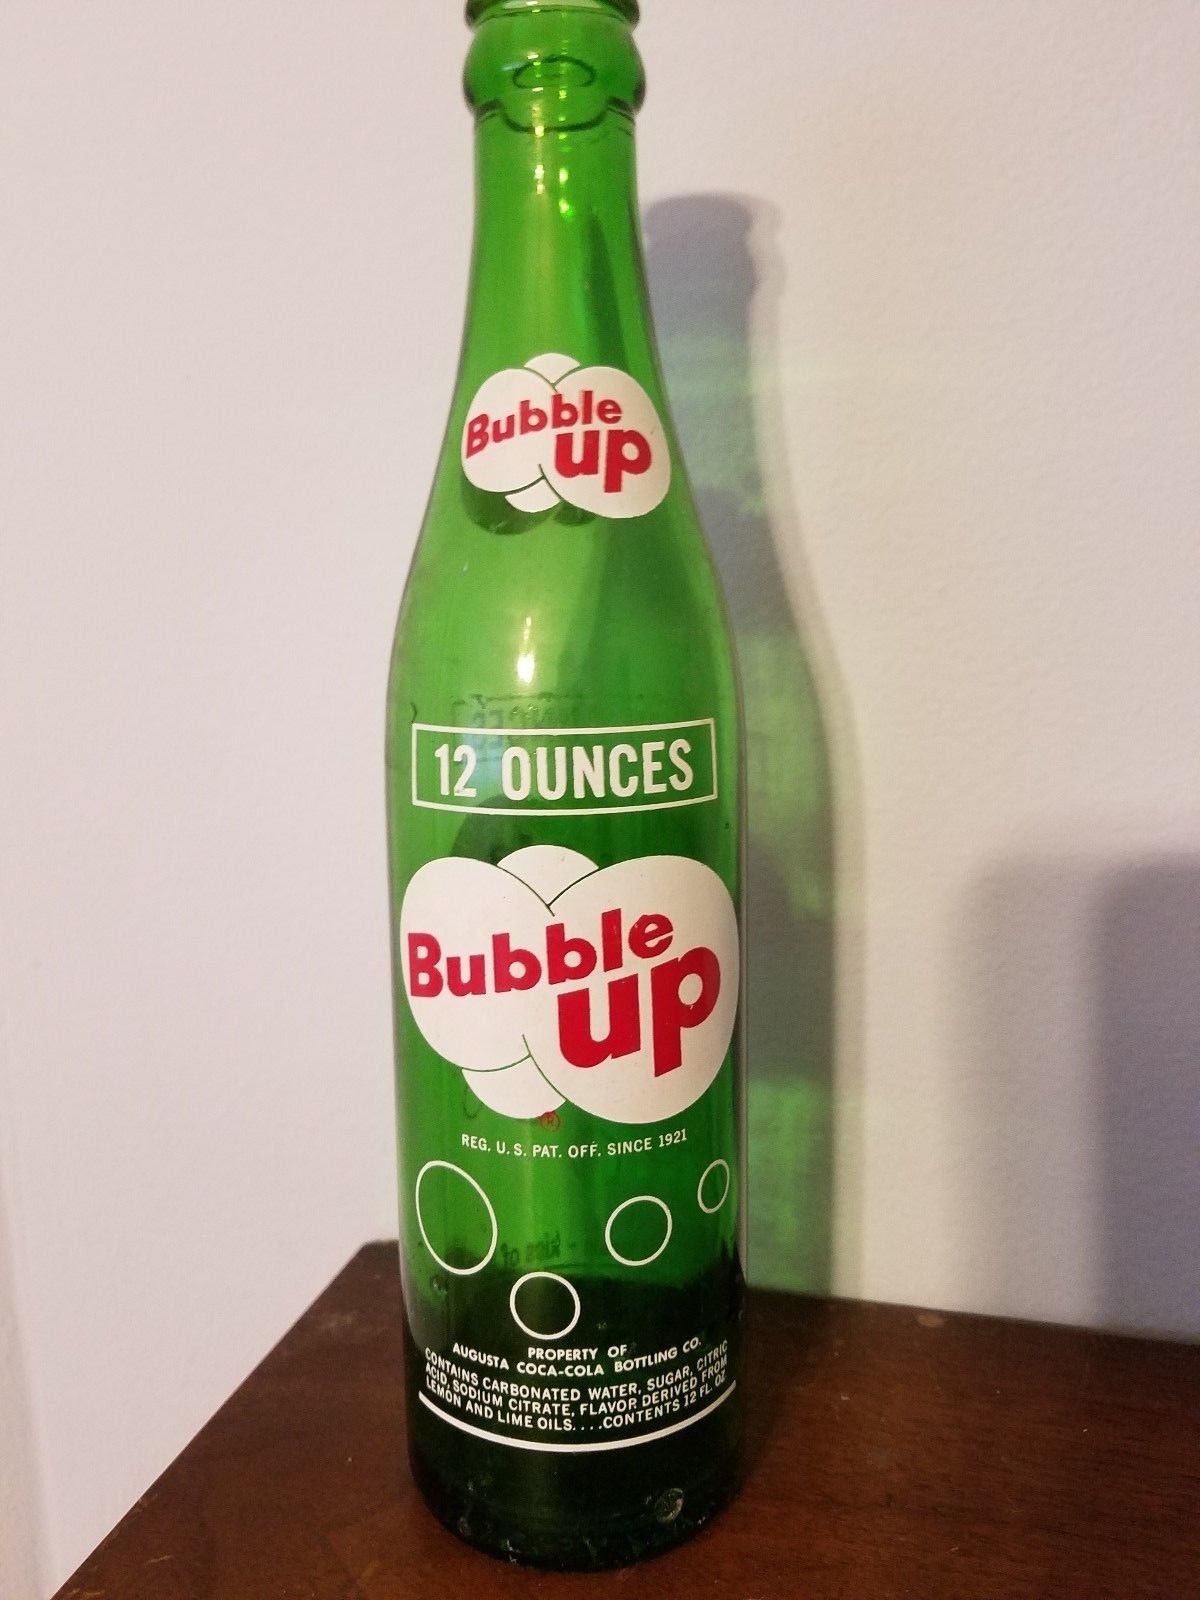 Bubble
up
12 OUNCES
Bubble
up
®
REG. U.S. PAT. OFF. SINCE 1921
PROPERTY OF
AUGUSTA COCA-COLA BOTTLING CO.
CONTAINS CARBONATED WATER, SUGAR, CITRIC
ACID, SODIUM CITRATE, FLAVOR DERIVED FROM
LEMON AND LIME OILS....CONTENTS 12 FL. OZ.